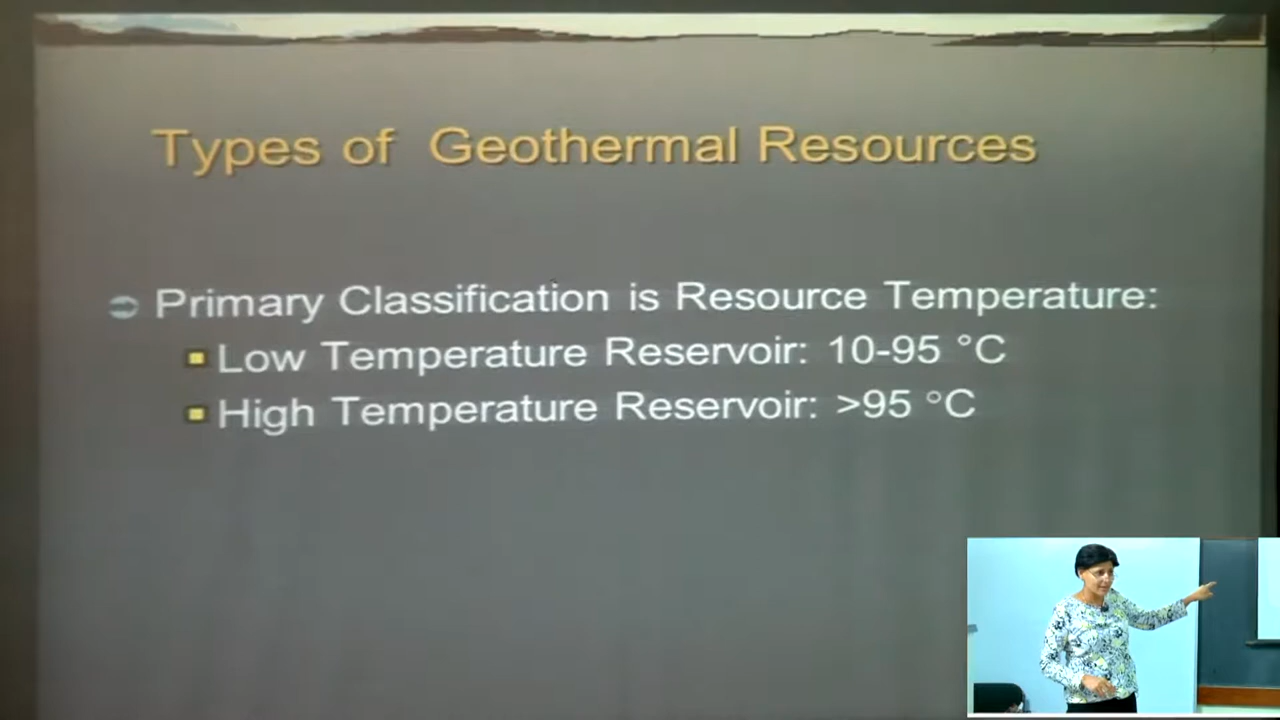 Types of Geothermal Resources
Primary Classification is Resource Temperature:
Low Temperature Reservoir: 10-95 °C
High Temperature Reservoir: >95 °C